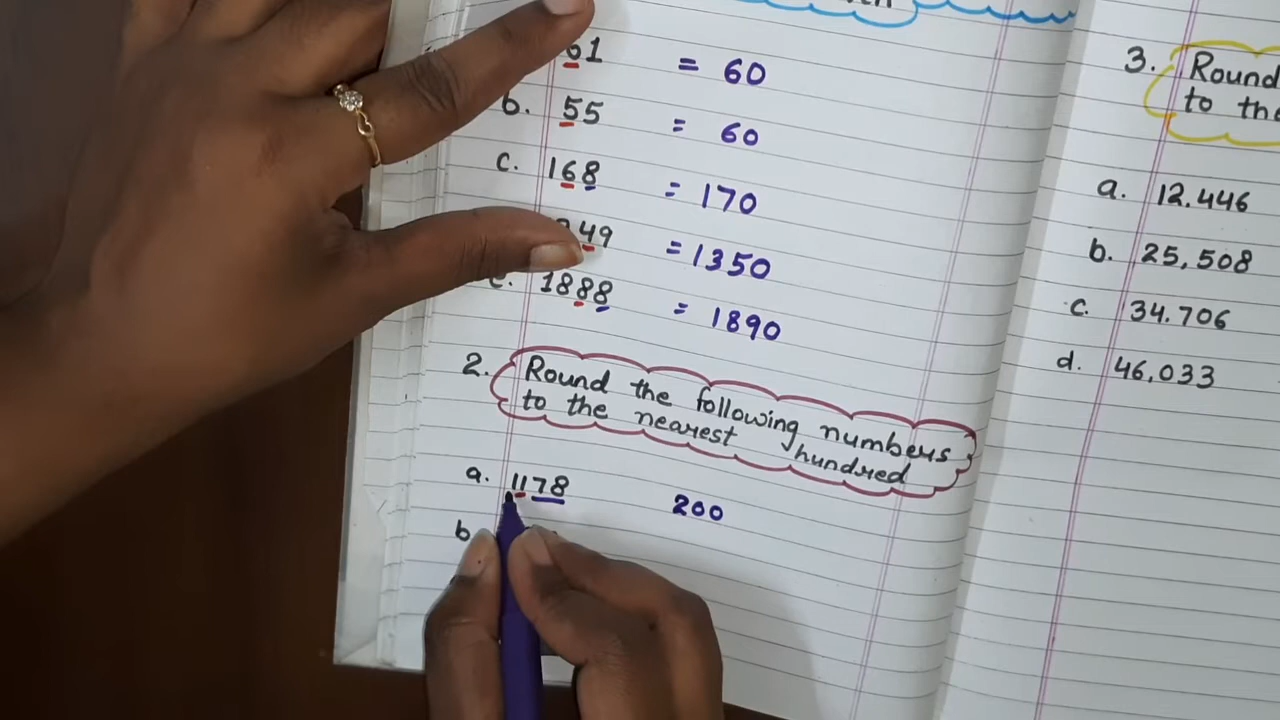 61 = 60
b. 55 = 60
c. 168 = 170
49 = 1350
e. 1888 = 1890
2. Round the following numbers
to the nearest hundred
a. 1178 200
b
3. Round
to the
a. 12.446
b. 25,508
c. 34.706
d. 46,033